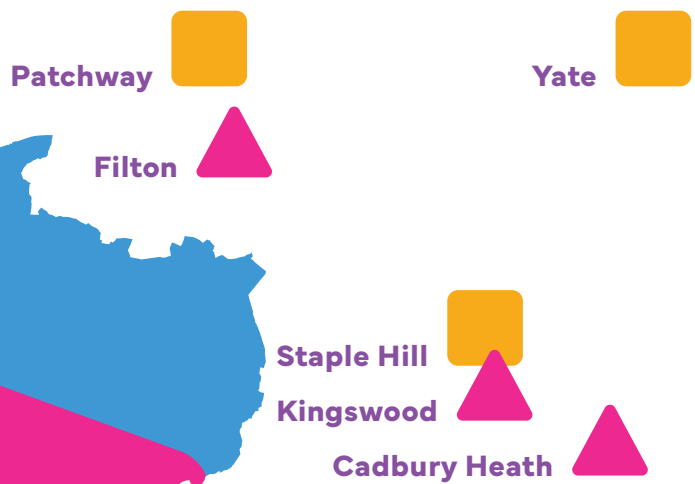 Patchway
Yate
Filton
Staple Hill
Kingswood
Cadbury Heath